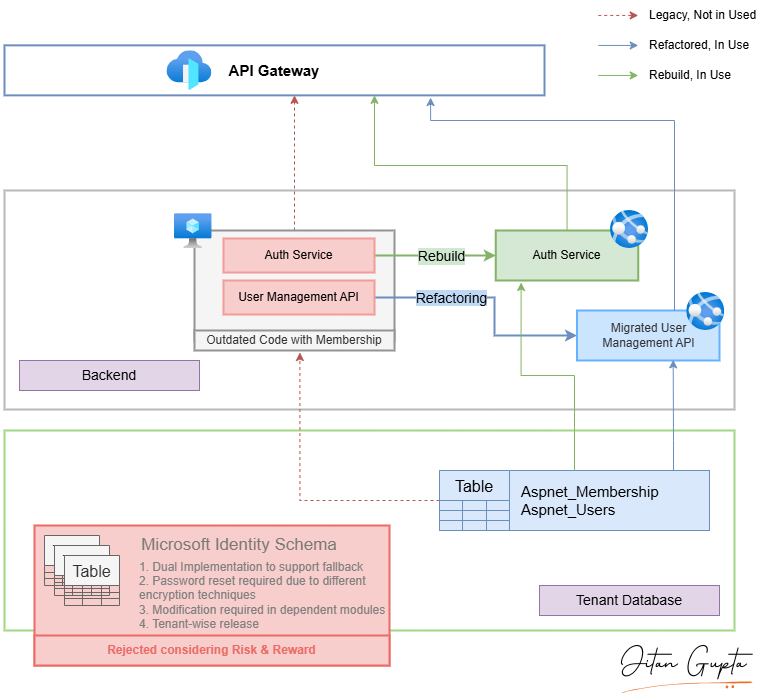 Legacy, Not in Used
Refactored, In Use
Rebuild, In Use
API Gateway
Auth Service
User Management API
Outdated Code with Membership
Rebuild
Refactoring
Auth Service
Migrated User
Management API
Backend
Table
Aspnet_Membership
Aspnet_Users
Microsoft Identity Schema
Table
1. Dual Implementation to support fallback
2. Password reset required due to different
encryption techniques
3. Modification required in dependent modules
4. Tenant-wise release
Rejected considering Risk & Reward
Tenant Database
Jitan Gupta